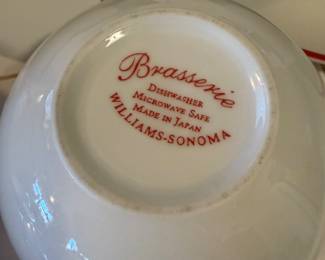 Brasserie
Dishwasher
Microwave Safe
Made in Japan
WILLIAMS-SONOMA